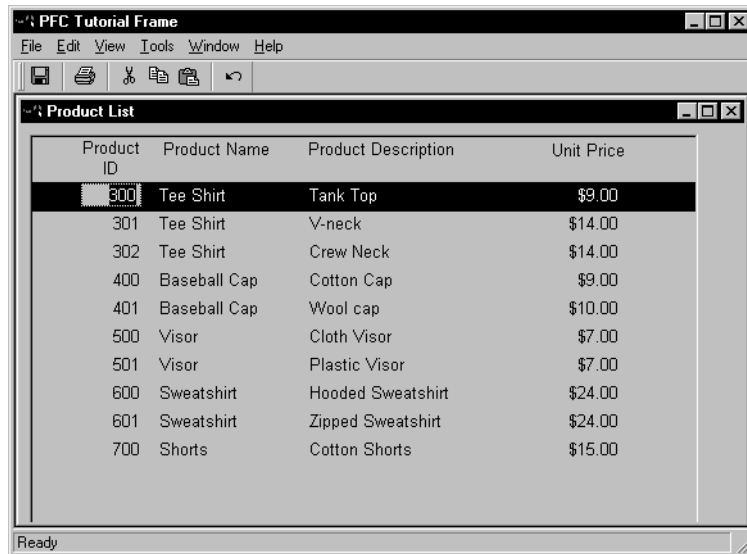 PFC Tutorial Frame
File Edit View Tools Window Help
Product List
Product ID Product Name Product Description Unit Price
300 Tee Shirt Tank Top $9.00
301 Tee Shirt V-neck $14.00
302 Tee Shirt Crew Neck $14.00
400 Baseball Cap Cotton Cap $9.00
401 Baseball Cap Wool cap $10.00
500 Visor Cloth Visor $7.00
501 Visor Plastic Visor $7.00
600 Sweatshirt Hooded Sweatshirt $24.00
601 Sweatshirt Zipped Sweatshirt $24.00
700 Shorts Cotton Shorts $15.00
Ready